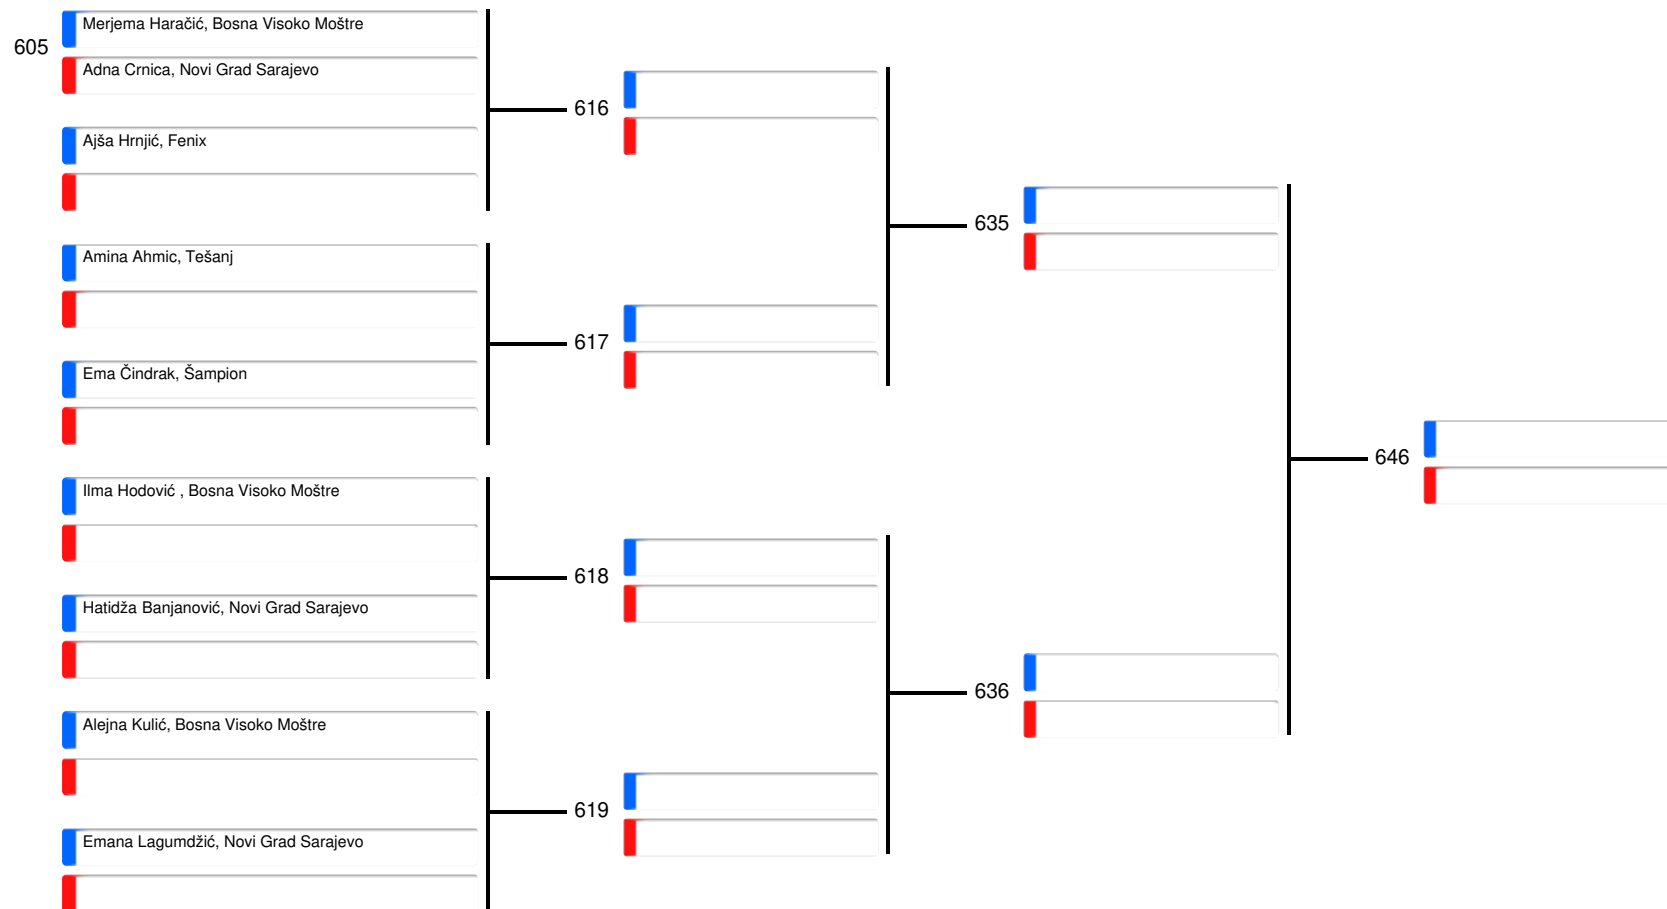 605
Merjema Haračić, Bosna Visoko Moštre
Adna Crnica, Novi Grad Sarajevo
Ajša Hrnjić, Fenix
Amina Ahmic, Tešanj
Ema Čindrak, Šampion
Ilma Hodović , Bosna Visoko Moštre
Hatidža Banjanović, Novi Grad Sarajevo
Alejna Kulić, Bosna Visoko Moštre
Emana Lagumdžić, Novi Grad Sarajevo
616
617
618
619
635
636
646